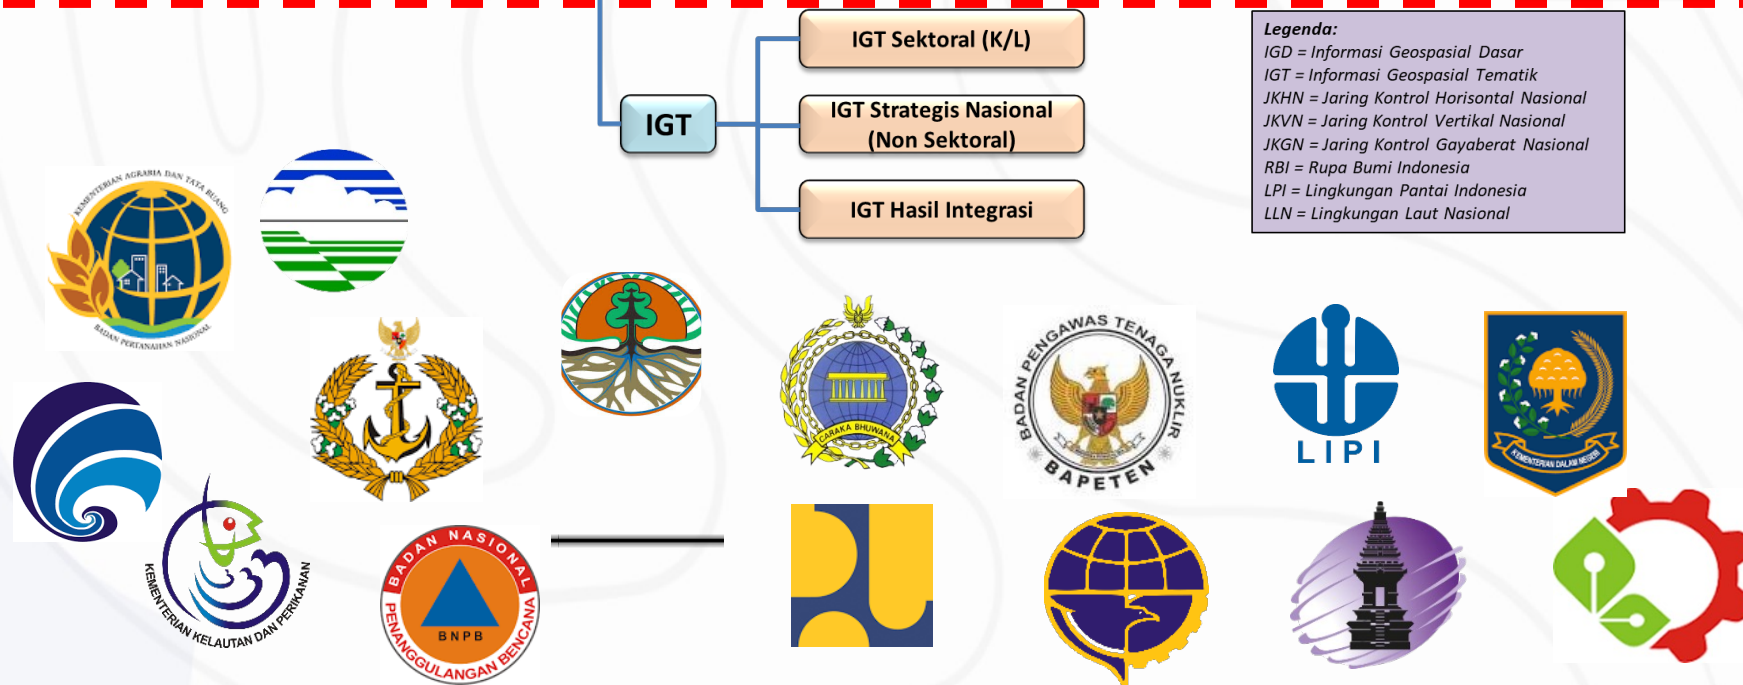 IGT Sektoral (K/L)
IGT
IGT Strategis Nasional
(Non Sektoral)
IGT Hasil Integrasi
Legenda:
IGD = Informasi Geospasial Dasar
IGT = Informasi Geospasial Tematik
JKHN = Jaring Kontrol Horisontal Nasional
JKVN = Jaring Kontrol Vertikal Nasional
JKGN = Jaring Kontrol Gayaberat Nasional
RBI = Rupa Bumi Indonesia
LPI = Lingkungan Pantai Indonesia
LLN = Lingkungan Laut Nasional
KEMENTERIAN AGRARIA DAN TATA RUANG
BADAN PERTANAHAN NASIONAL
CARAKA BHUWANA
BADAN PENGAWAS TENAGA NUKLIR
BAPETEN
LIPI
KEMENTERIAN DALAM NEGERI
KEMENTERIAN KELAUTAN DAN PERIKANAN
BADAN NASIONAL
BNPB
PENANGGULANGAN BENCANA